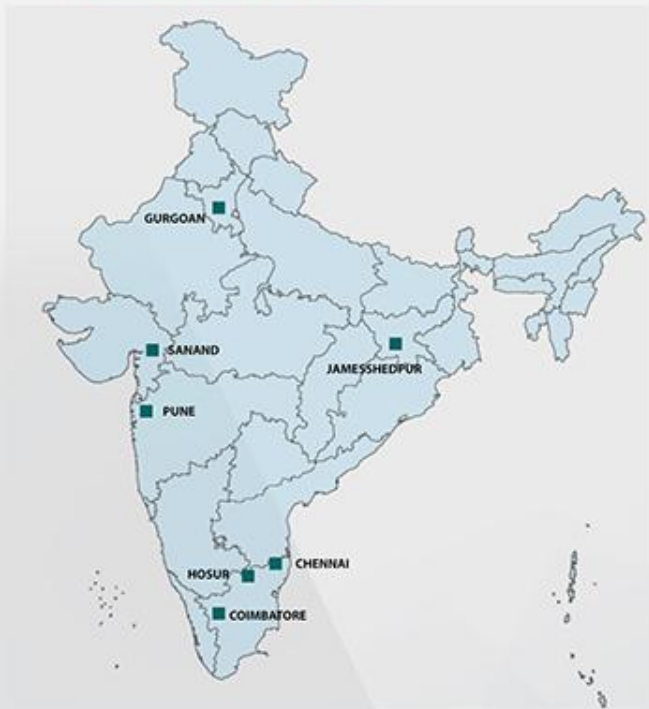 GURGOAN
SANAND
JAMESSHEDPUR
PUNE
CHENNAI
HOSUR
COIMBATORE